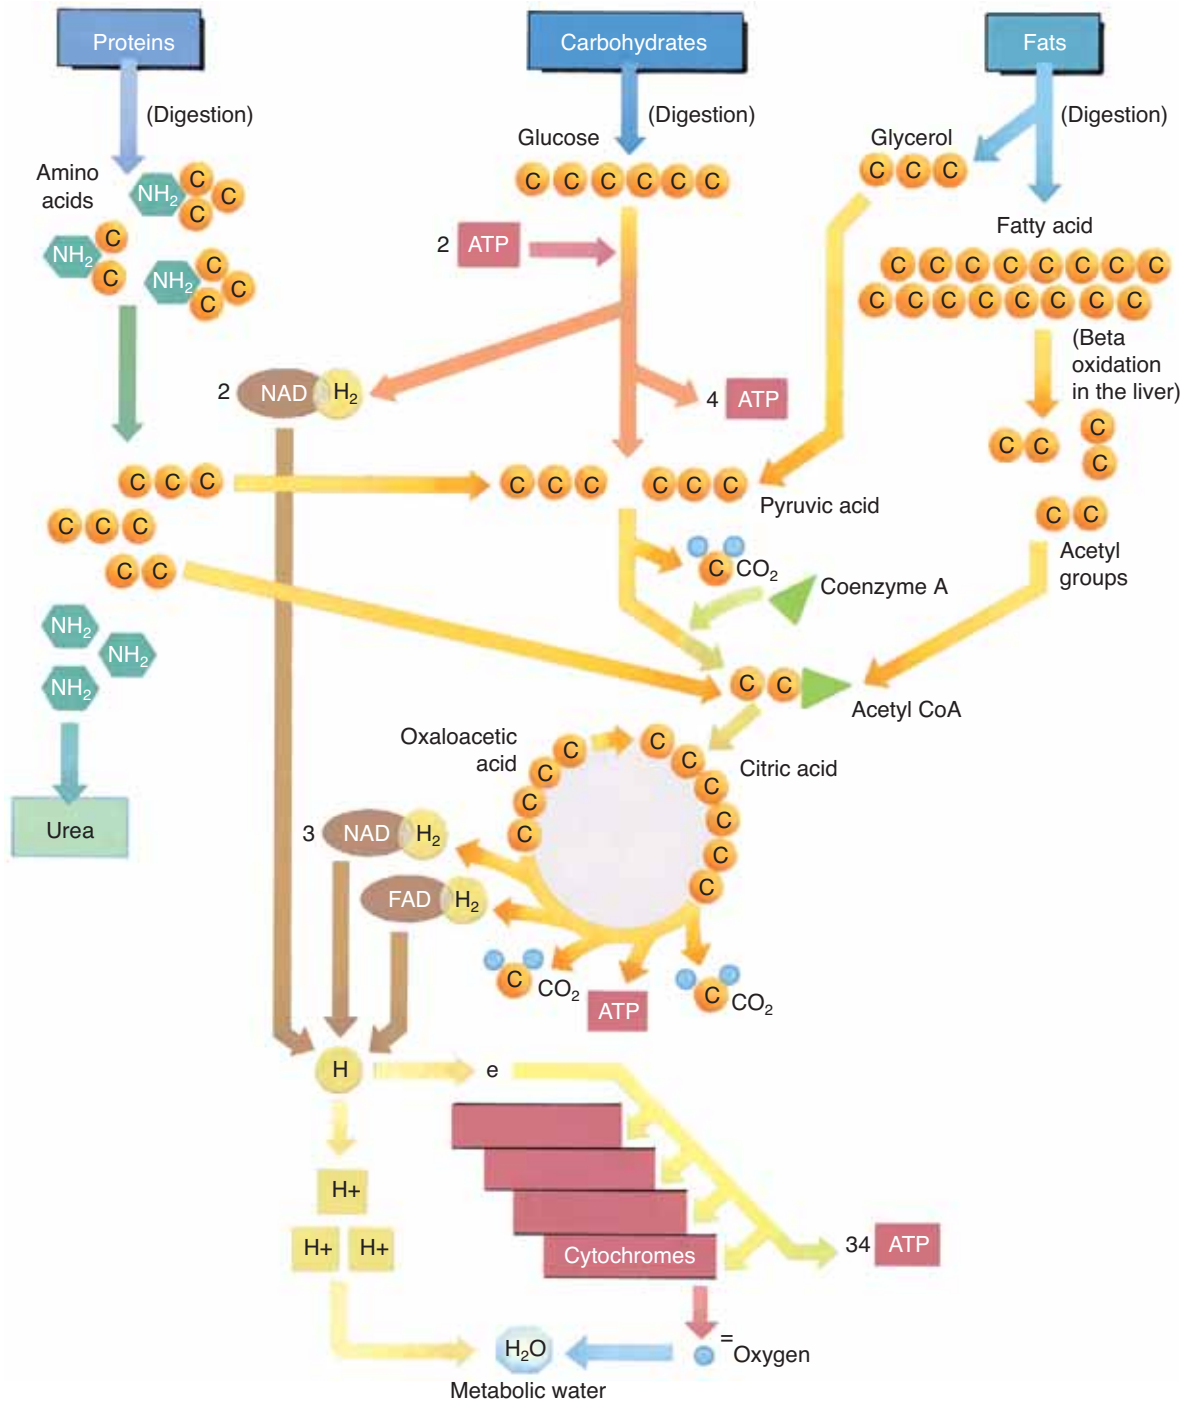 Proteins
Carbohydrates
Fats
(Digestion)
(Digestion)
(Digestion)
Glucose
Glycerol
Amino
acids
NH2 C C C
C C C C C C
C C C
NH2 C C
NH2 C C C
2 ATP
Fatty acid
C C C C C C C C
C C C C C C C C
(Beta
oxidation
in the liver)
2 NAD H2
4 ATP
C C
C
C
C C C
C C C
C C C
Pyruvic acid
C C C
C C
Acetyl
groups
C C
C CO2
Coenzyme A
NH2
NH2
NH2
C C
Acetyl CoA
Oxaloacetic
acid
C C C C
C C C C C C
Citric acid
Urea
3 NAD H2
FAD H2
C CO2
ATP
C CO2
H
e
H+
H+ H+
Cytochromes
34 ATP
H2O
=
Oxygen
Metabolic water